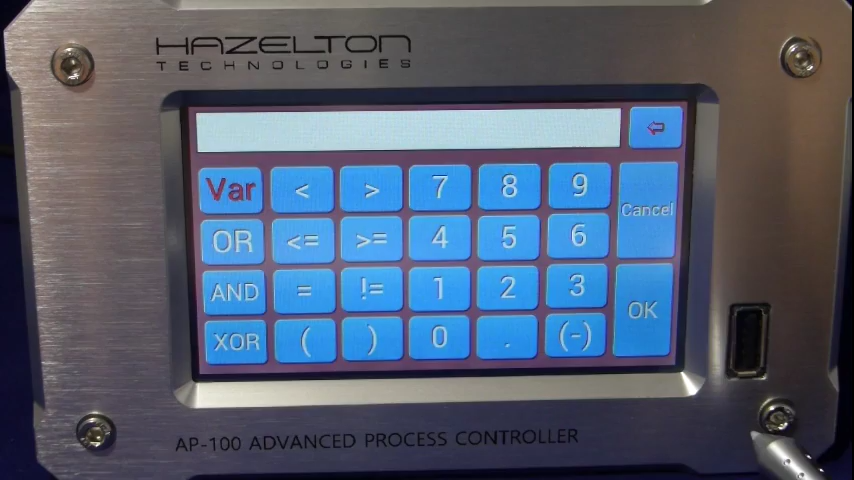 HAZELTON
TECHNOLOGIES
Var < > 7 8 9 Cancel
OR <= >= 4 5 6
AND = != 1 2 3 OK
XOR ( ) 0 . (-)
AP-100 ADVANCED PROCESS CONTROLLER